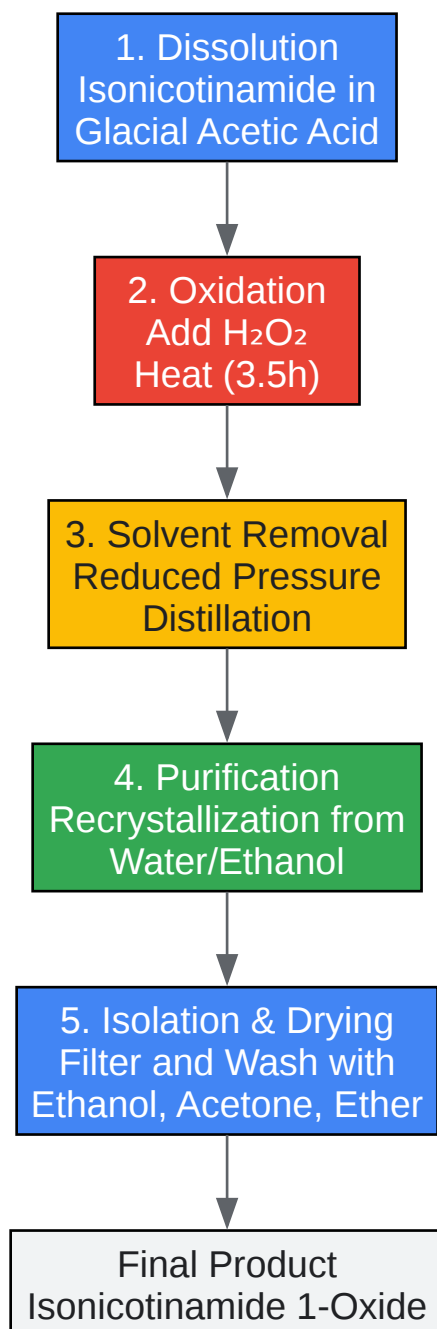 1. Dissolution
Isonicotinamide in
Glacial Acetic Acid
2. Oxidation
Add H₂O₂
Heat (3.5h)
3. Solvent Removal
Reduced Pressure
Distillation
4. Purification
Recrystallization from
Water/Ethanol
5. Isolation & Drying
Filter and Wash with
Ethanol, Acetone, Ether
Final Product
Isonicotinamide 1-Oxide